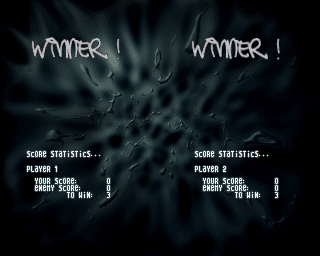 WINNER ! WINNER !
SCORE STATISTICS... SCORE STATISTICS...
PLAYER 1 PLAYER 2
YOUR SCORE: 0 YOUR SCORE: 0
ENEMY SCORE: 0 ENEMY SCORE: 0
TO WIN: 3 TO WIN: 3